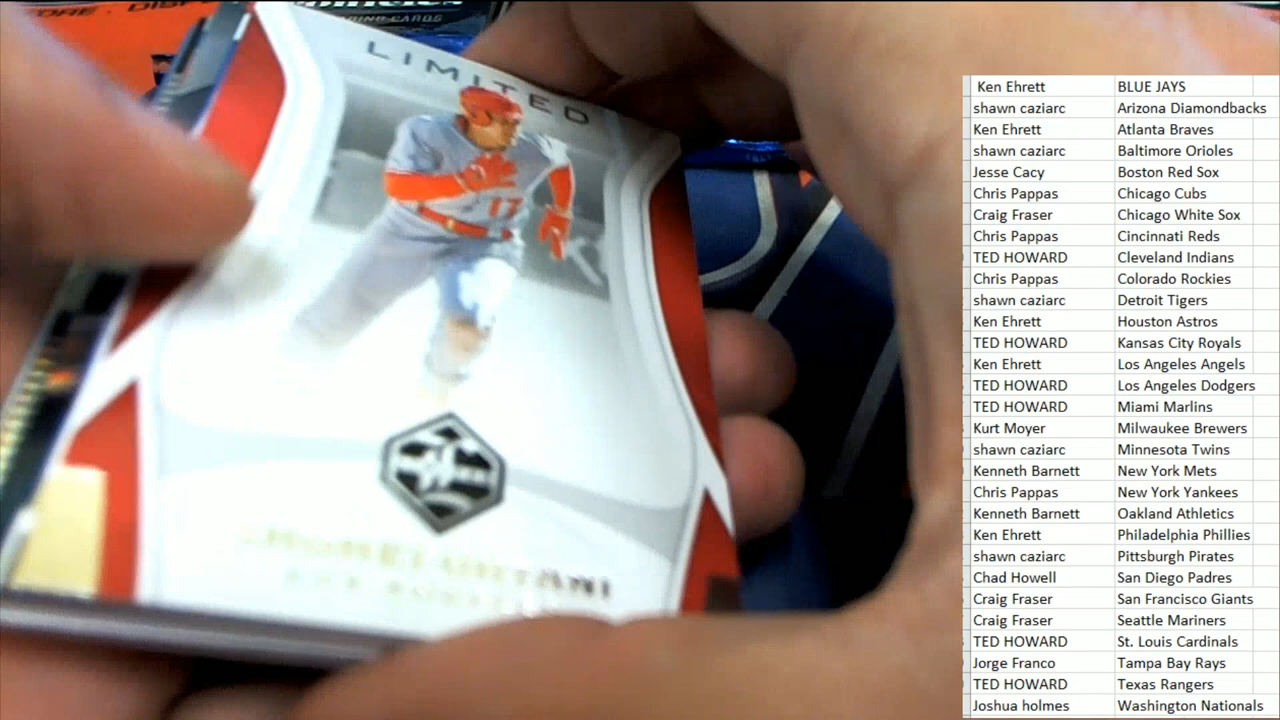 TRADING CARDS
LIMITED
17
SHOHEI OHTANI
Ken Ehrett BLUE JAYS
shawn caziarc Arizona Diamondbacks
Ken Ehrett Atlanta Braves
shawn caziarc Baltimore Orioles
Jesse Cacy Boston Red Sox
Chris Pappas Chicago Cubs
Craig Fraser Chicago White Sox
Chris Pappas Cincinnati Reds
TED HOWARD Cleveland Indians
Chris Pappas Colorado Rockies
shawn caziarc Detroit Tigers
Ken Ehrett Houston Astros
TED HOWARD Kansas City Royals
Ken Ehrett Los Angeles Angels
TED HOWARD Los Angeles Dodgers
TED HOWARD Miami Marlins
Kurt Moyer Milwaukee Brewers
shawn caziarc Minnesota Twins
Kenneth Barnett New York Mets
Chris Pappas New York Yankees
Kenneth Barnett Oakland Athletics
Ken Ehrett Philadelphia Phillies
shawn caziarc Pittsburgh Pirates
Chad Howell San Diego Padres
Craig Fraser San Francisco Giants
Craig Fraser Seattle Mariners
TED HOWARD St. Louis Cardinals
Jorge Franco Tampa Bay Rays
TED HOWARD Texas Rangers
Joshua holmes Washington Nationals